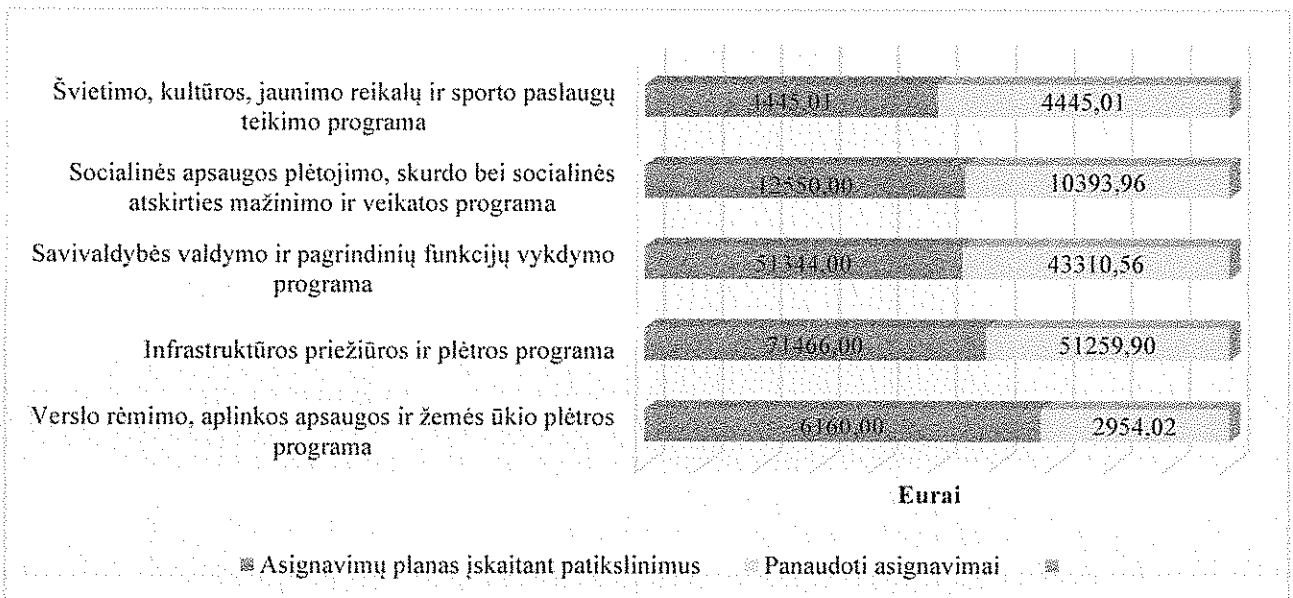 Švietimo, kultūros, jaunimo reikalų ir sporto paslaugų
teikimo programa
4445,01
4445,01
Socialinės apsaugos plėtojimo, skurdo bei socialinės
atskirties mažinimo ir veikatos programa
12550,00
10393,96
Savivaldybės valdymo ir pagrindinių funkcijų vykdymo
programa
51344,00
43310,56
Infrastruktūros priežiūros ir plėtros programa
71466,00
51259,90
Verslo rėmimo, aplinkos apsaugos ir žemės ūkio plėtros
programa
6160,00
2954,02
Eurai
Asignavimų planas įskaitant patikslinimus
Panaudoti asignavimai